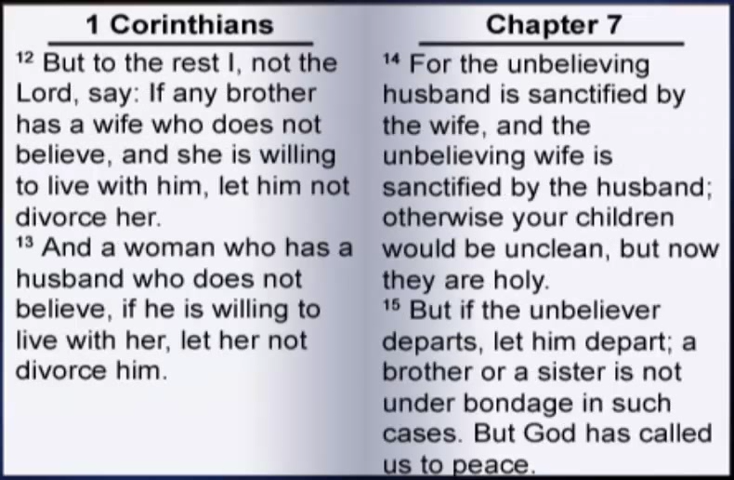 1 Corinthians
12 But to the rest I, not the
Lord, say: If any brother
has a wife who does not
believe, and she is willing
to live with him, let him not
divorce her.
13 And a woman who has a
husband who does not
believe, if he is willing to
live with her, let her not
divorce him.
Chapter 7
14 For the unbelieving
husband is sanctified by
the wife, and the
unbelieving wife is
sanctified by the husband;
otherwise your children
would be unclean, but now
they are holy.
15 But if the unbeliever
departs, let him depart; a
brother or a sister is not
under bondage in such
cases. But God has called
us to peace.